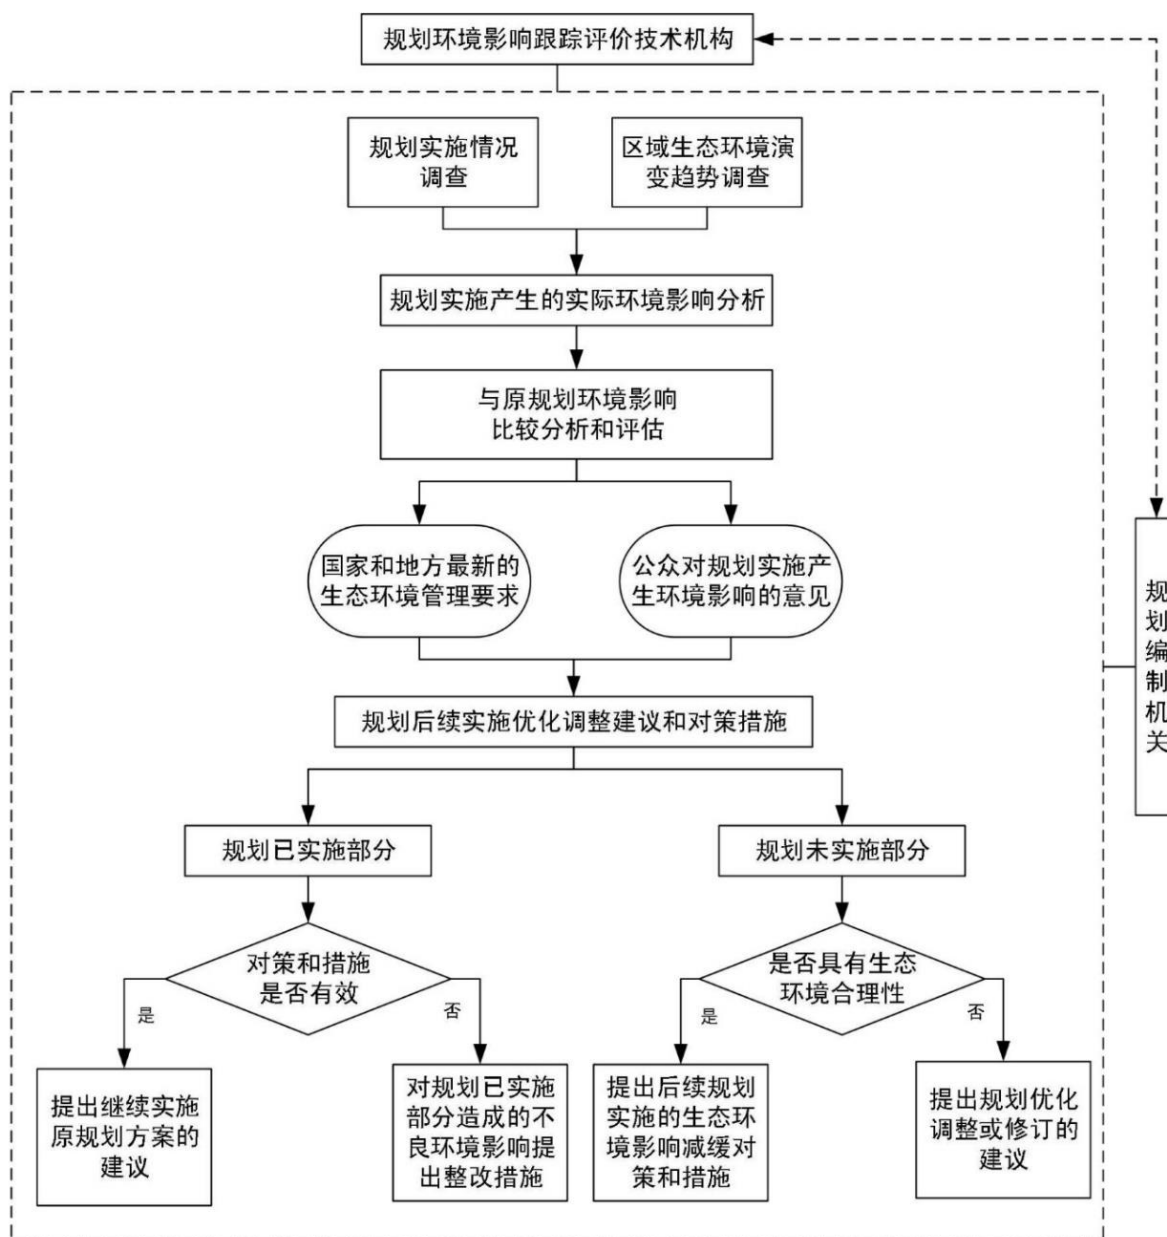 规划环境影响跟踪评价技术机构
规划实施情况
调查
区域生态环境演
变趋势调查
规划实施产生的实际环境影响分析
与原规划环境影响
比较分析和评估
国家和地方最新的
生态环境管理要求
公众对规划实施产
生环境影响的意见
规
划
编
制
机
关
规划后续实施优化调整建议和对策措施
规划已实施部分
规划未实施部分
对策和措施
是否有效
是否具有生态
环境合理性
是
否
是
否
提出继续实施
原规划方案的
建议
对规划已实施
部分造成的不
良环境影响提
出整改措施
提出后续规划
实施的生态环
境影响减缓对
策和措施
提出规划优化
调整或修订的
建议